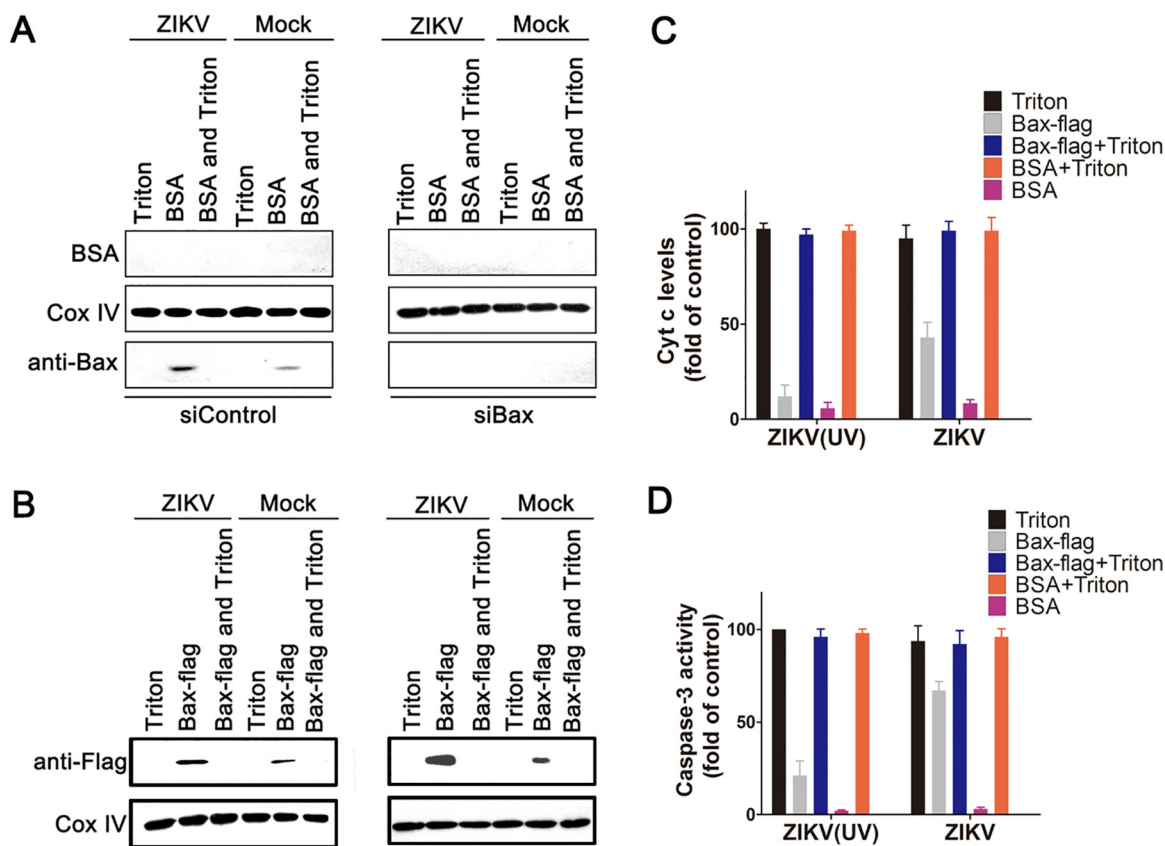 A
ZIKV Mock
Triton
BSA
BSA and Triton
Triton
BSA
BSA and Triton
ZIKV Mock
Triton
BSA
BSA and Triton
Triton
BSA
BSA and Triton
BSA
Cox IV
anti-Bax
siControl siBax
B
ZIKV Mock
Triton
Bax-flag
Bax-flag and Triton
Triton
Bax-flag
Bax-flag and Triton
ZIKV Mock
Triton
Bax-flag
Bax-flag and Triton
Triton
Bax-flag
Bax-flag and Triton
anti-Flag
Cox IV
C
Triton
Bax-flag
Bax-flag+Triton
BSA+Triton
BSA
Cyt c levels
(fold of control)
100
50
0
ZIKV(UV) ZIKV
D
Triton
Bax-flag
Bax-flag+Triton
BSA+Triton
BSA
Caspase-3 activity
(fold of control)
100
50
0
ZIKV(UV) ZIKV